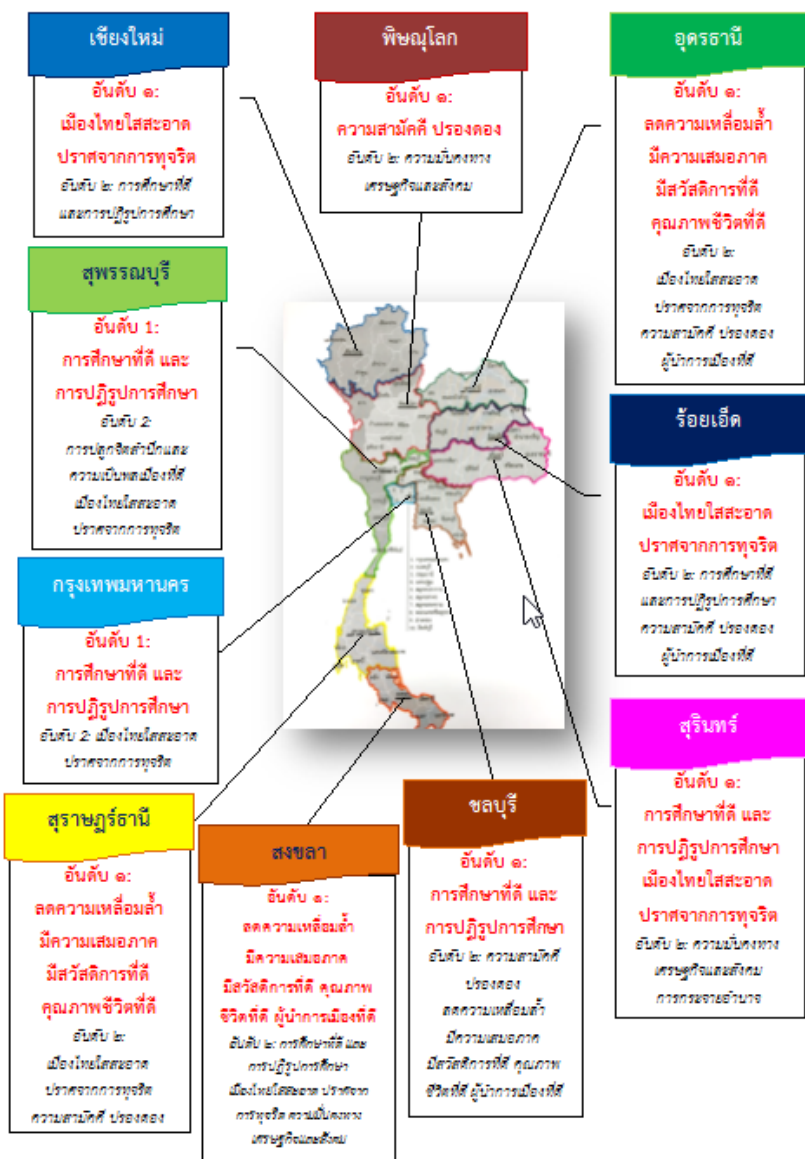 เชียงใหม่
อันดับ ๑:
เมืองไทยใสสะอาด
ปราศจากการทุจริต
อันดับ ๒: การศึกษาที่ดี
และการปฏิรูปการศึกษา
พิษณุโลก
อันดับ ๑:
ความสามัคคี ปรองดอง
อันดับ ๒: ความมั่นคงทาง
เศรษฐกิจและสังคม
อุดรธานี
อันดับ ๑:
ลดความเหลื่อมล้ำ
มีความเสมอภาค
มีสวัสดิการที่ดี
คุณภาพชีวิตที่ดี
อันดับ ๒:
เมืองไทยใสสะอาด
ปราศจากการทุจริต
ความสามัคคี ปรองดอง
ผู้นำการเมืองที่ดี
สุพรรณบุรี
อันดับ 1:
การศึกษาที่ดี และ
การปฏิรูปการศึกษา
อันดับ 2:
การปลูกจิตสำนึกและ
ความเป็นพลเมืองที่ดี
เมืองไทยใสสะอาด
ปราศจากการทุจริต
ร้อยเอ็ด
อันดับ ๑:
เมืองไทยใสสะอาด
ปราศจากการทุจริต
อันดับ ๒: การศึกษาที่ดี
และการปฏิรูปการศึกษา
ความสามัคคี ปรองดอง
ผู้นำการเมืองที่ดี
กรุงเทพมหานคร
อันดับ 1:
การศึกษาที่ดี และ
การปฏิรูปการศึกษา
อันดับ 2: เมืองไทยใสสะอาด
ปราศจากการทุจริต
สุรินทร์
อันดับ ๑:
การศึกษาที่ดี และ
การปฏิรูปการศึกษา
เมืองไทยใสสะอาด
ปราศจากการทุจริต
อันดับ ๒: ความมั่นคงทาง
เศรษฐกิจและสังคม
การกระจายอำนาจ
สุราษฎร์ธานี
อันดับ ๑:
ลดความเหลื่อมล้ำ
มีความเสมอภาค
มีสวัสดิการที่ดี
คุณภาพชีวิตที่ดี
อันดับ ๒:
เมืองไทยใสสะอาด
ปราศจากการทุจริต
ความสามัคคี ปรองดอง
สงขลา
อันดับ ๑:
ลดความเหลื่อมล้ำ
มีความเสมอภาค
มีสวัสดิการที่ดี คุณภาพ
ชีวิตที่ดี ผู้นำการเมืองที่ดี
อันดับ ๒: การศึกษาที่ดี และ
การปฏิรูปการศึกษา
เมืองไทยใสสะอาด ปราศจาก
การทุจริต ความมั่นคงทาง
เศรษฐกิจและสังคม
ชลบุรี
อันดับ ๑:
การศึกษาที่ดี และ
การปฏิรูปการศึกษา
อันดับ ๒: ความสามัคคี
ปรองดอง
ลดความเหลื่อมล้ำ
มีความเสมอภาค
มีสวัสดิการที่ดี คุณภาพ
ชีวิตที่ดี ผู้นำการเมืองที่ดี